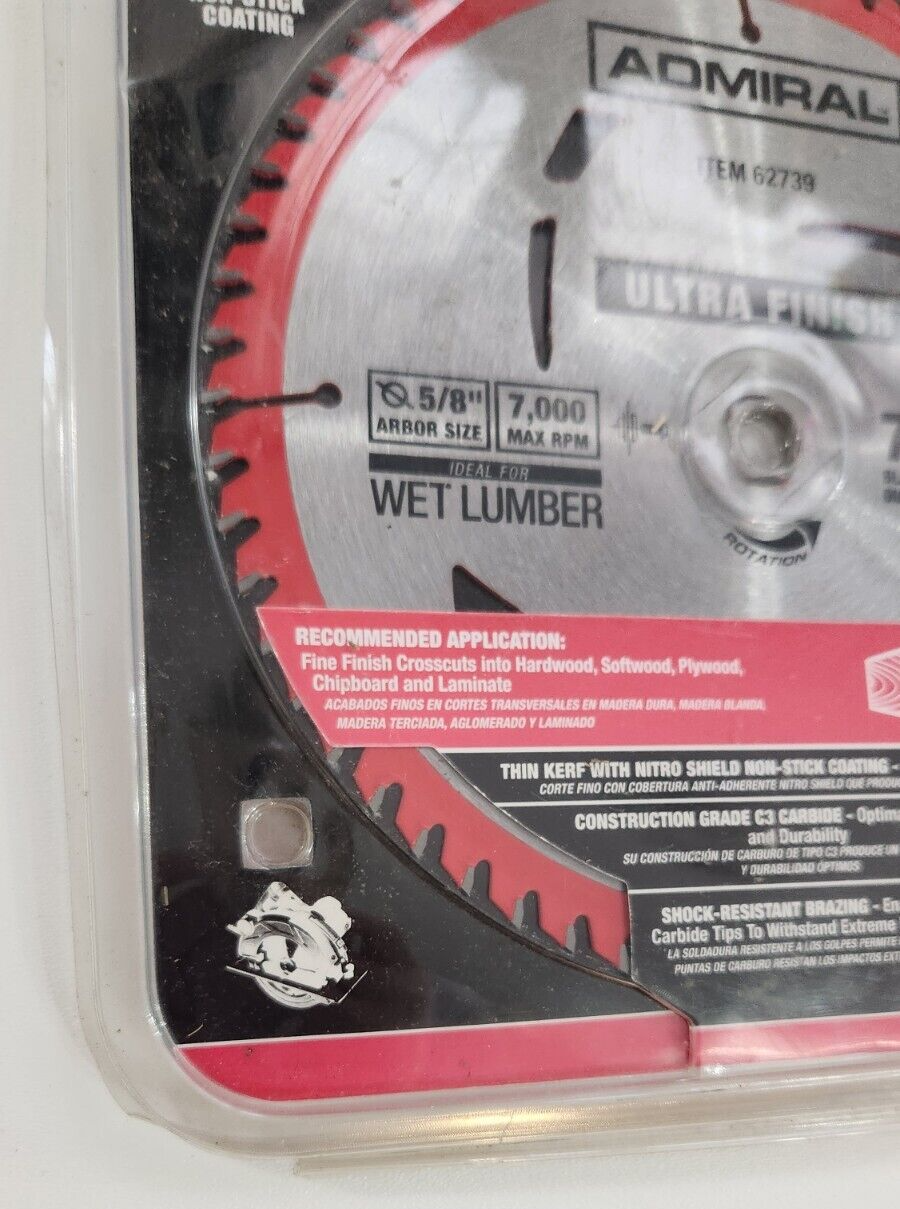 NON-STICK
COATING
ADMIRAL
ITEM 62739
ULTRA FINISH
5/8"
ARBOR SIZE
7,000
MAX RPM
IDEAL FOR
WET LUMBER
7
ROTATION
RECOMMENDED APPLICATION:
Fine Finish Crosscuts into Hardwood, Softwood, Plywood,
Chipboard and Laminate
ACABADOS FINOS EN CORTES TRANSVERSALES EN MADERA DURA, MADERA BLANDA,
MADERA TERCIADA, AGLOMERADO Y LAMINADO
THIN KERF WITH NITRO SHIELD NON-STICK COATING -
CORTE FINO CON COBERTURA ANTI-ADHERENTE NITRO SHIELD QUE
CONSTRUCTION GRADE C3 CARBIDE -
and Durability
SU CONSTRUCCIÓN DE CARBURO DE TIPO C3 PRODUCE UN
Y DURABILIDAD OPTIMOS
SHOCK-RESISTANT BRAZING -
Carbide Tips To Withstand Extreme
LA SOLDADURA RESISTENTE A LOS GOLPES PERMITE
PUNTAS DE CARBURO RESISTAN LOS IMPACTOS